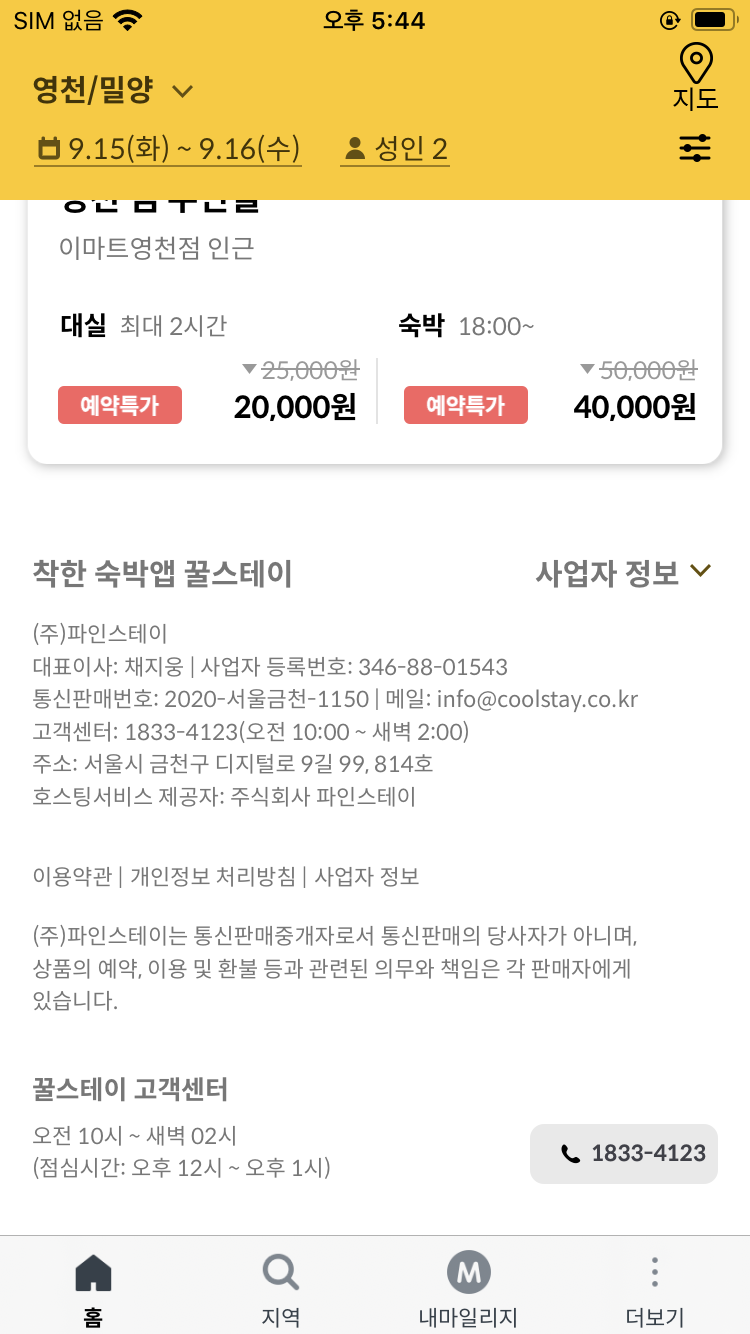 SIM 없음
오후 5:44
영천/밀양
지도
9.15(화) ~ 9.16(수)
성인 2
이마트영천점 인근
대실 최대 2시간
숙박 18:00~
▼25,000원
▼50,000원
예약특가
20,000원
예약특가
40,000원
착한 숙박앱 꿀스테이
사업자 정보
(주)파인스테이
대표이사: 채지웅 | 사업자 등록번호: 346-88-01543
통신판매번호: 2020-서울금천-1150 | 메일: info@coolstay.co.kr
고객센터: 1833-4123(오전 10:00 ~ 새벽 2:00)
주소: 서울시 금천구 디지털로 9길 99, 814호
호스팅서비스 제공자: 주식회사 파인스테이
이용약관 | 개인정보 처리방침 | 사업자 정보
(주)파인스테이는 통신판매중개자로서 통신판매의 당사자가 아니며,
상품의 예약, 이용 및 환불 등과 관련된 의무와 책임은 각 판매자에게
있습니다.
꿀스테이 고객센터
오전 10시 ~ 새벽 02시
(점심시간: 오후 12시 ~ 오후 1시)
1833-4123
M
홈
지역
내마일리지
더보기